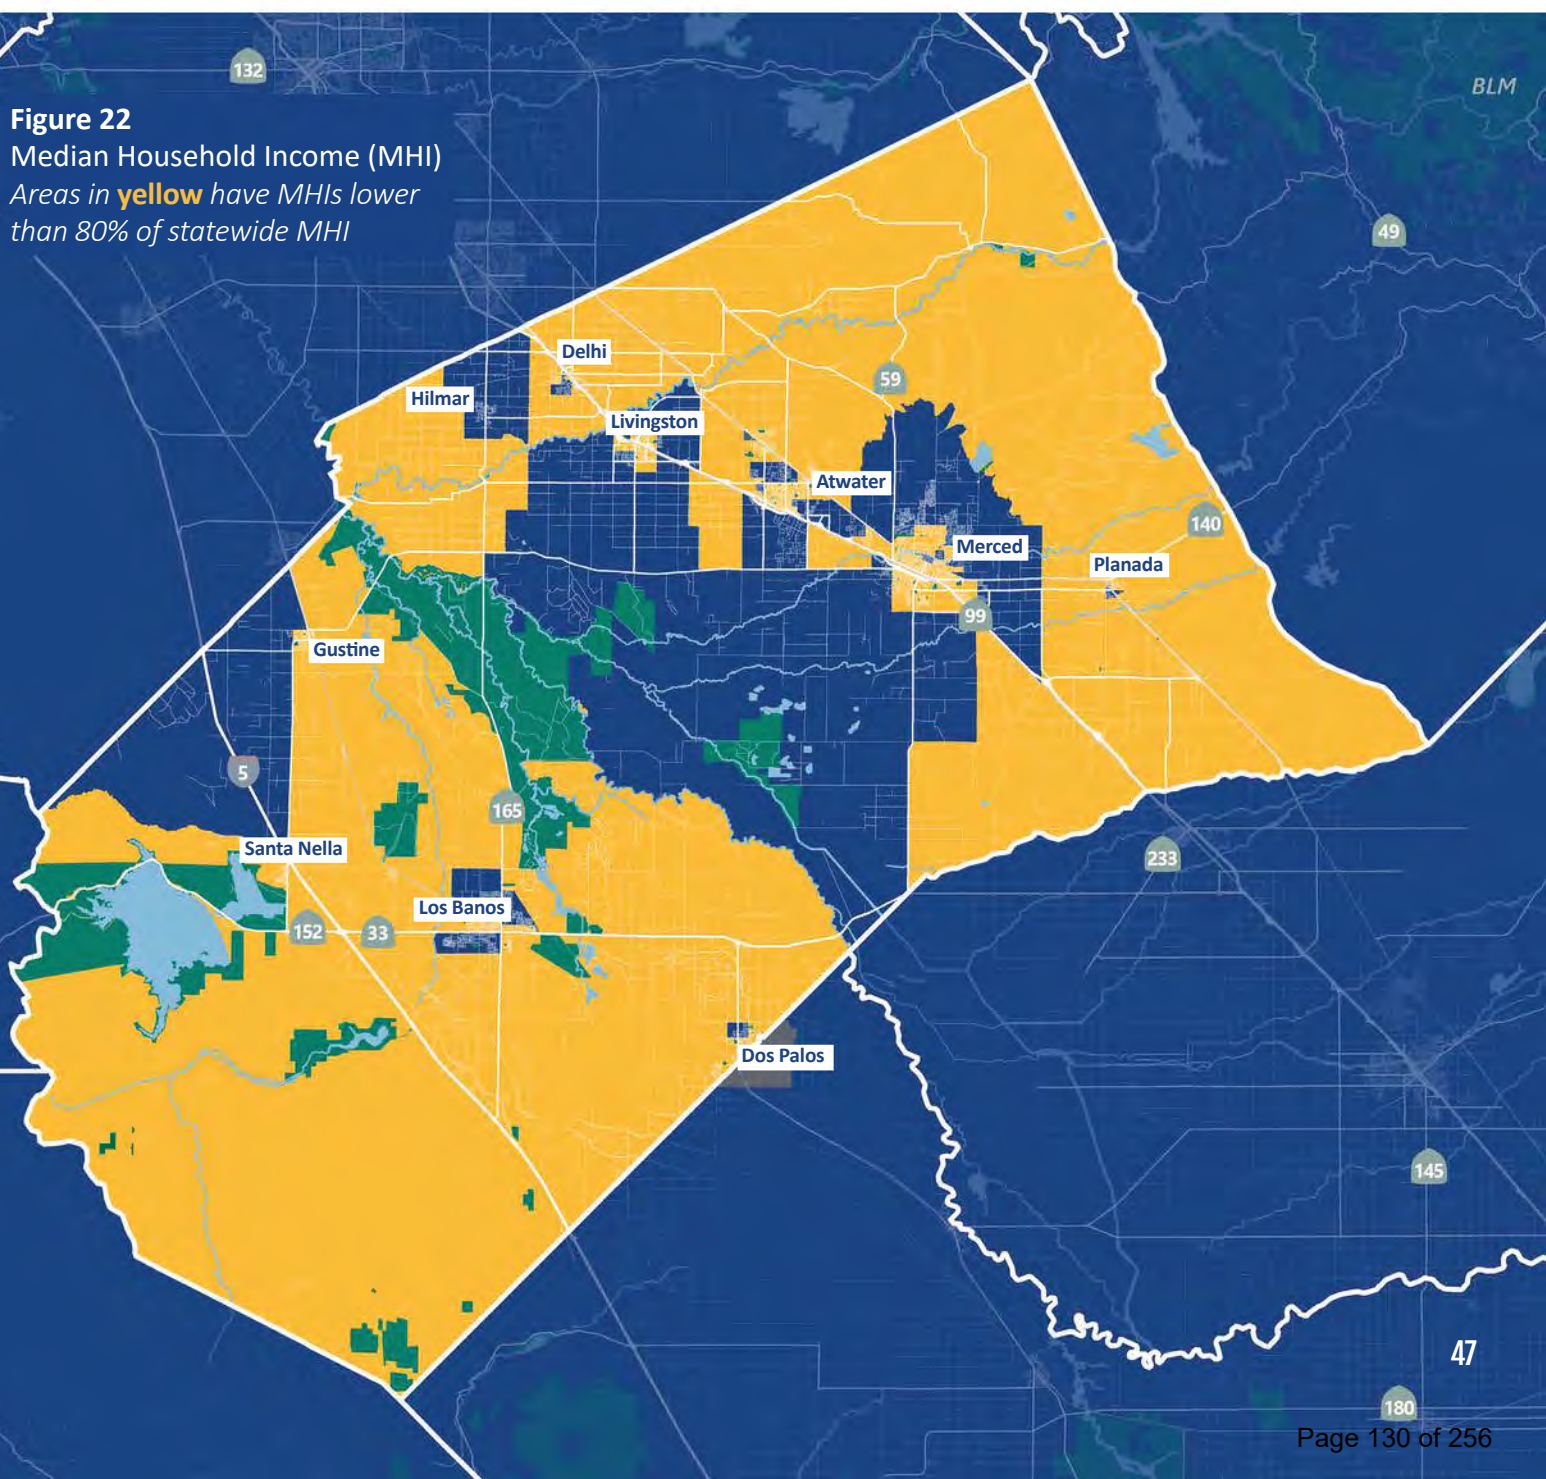 132
BLM
Figure 22
Median Household Income (MHI)
Areas in yellow have MHIs lower
than 80% of statewide MHI
49
Delhi
59
Hilmar
Livingston
Atwater
140
Merced
Planada
99
Gustine
5
165
Santa Nella
233
Los Banos
152
33
Dos Palos
145
47
180
Page 130 of 256